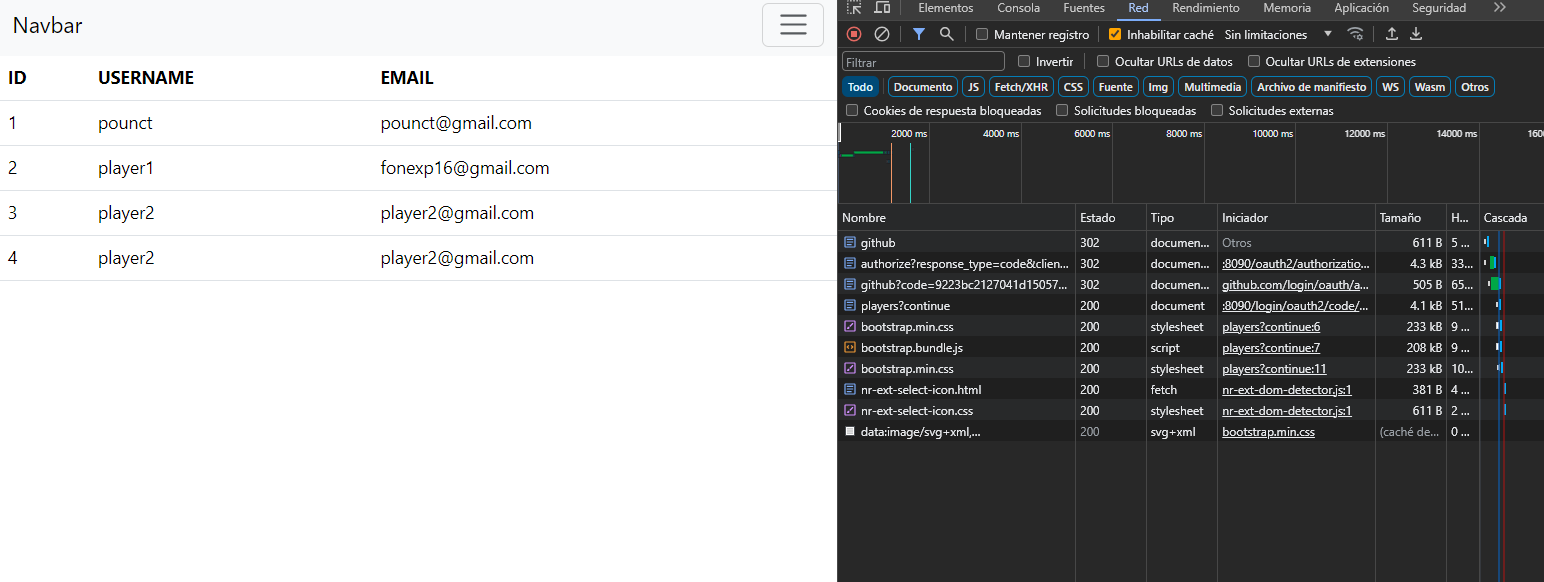 Navbar
ID USERNAME EMAIL
1 pounct pounct@gmail.com
2 player1 fonexp16@gmail.com
3 player2 player2@gmail.com
4 player2 player2@gmail.com
Elementos Consola Fuentes Red Rendimiento Memoria Aplicación Seguridad
Mantener registro Inhabilitar caché Sin limitaciones
Filtrar Invertir Ocultar URLs de datos Ocultar URLs de extensiones
Todo Documento JS Fetch/XHR CSS Fuente Img Multimedia Archivo de manifiesto WS Wasm Otros
Cookies de respuesta bloqueadas Solicitudes bloqueadas Solicitudes externas
2000 ms 4000 ms 6000 ms 8000 ms 10000 ms 12000 ms 14000 ms 160
Nombre Estado Tipo Iniciador Tamaño H... Cascada
github 302 documen... Otros 611 B 5 ...
authorize?response_type=code&clien... 302 documen... :8090/oauth2/authorizatio... 4.3 kB 33...
github?code=9223bc2127041d15057... 302 documen... github.com/login/oauth/a... 505 B 65...
players?continue 200 document :8090/login/oauth2/code/... 4.1 kB 51...
bootstrap.min.css 200 stylesheet players?continue:6 233 kB 9 ...
bootstrap.bundle.js 200 script players?continue:7 208 kB 9 ...
bootstrap.min.css 200 stylesheet players?continue:11 233 kB 10...
nr-ext-select-icon.html 200 fetch nr-ext-dom-detector.js:1 381 B 4 ...
nr-ext-select-icon.css 200 stylesheet nr-ext-dom-detector.js:1 611 B 2 ...
data:image/svg+xml,... 200 svg+xml bootstrap.min.css (caché de... 0 ...